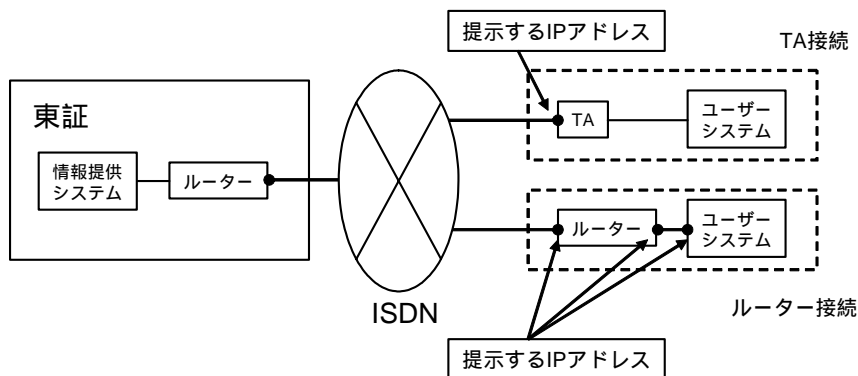 提示するIPアドレス
TA接続
東証
情報提供
システム
ルーター
TA
ユーザー
システム
ルーター
ユーザー
システム
ISDN
ルーター接続
提示するIPアドレス